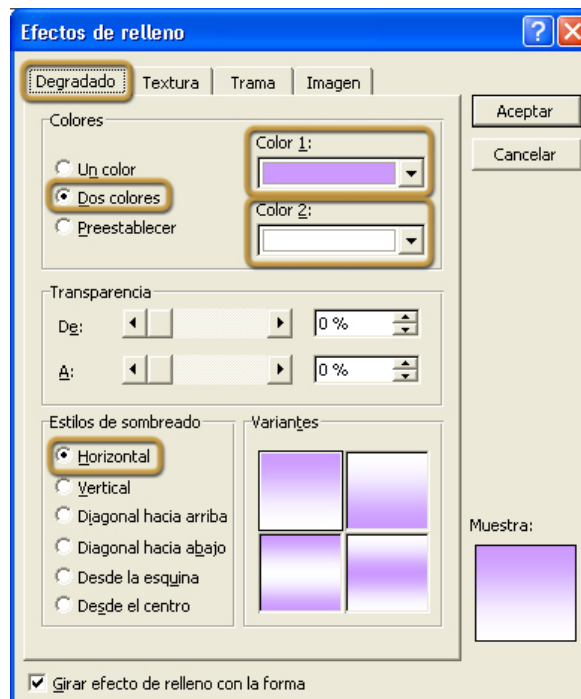 Efectos de relleno
Degradado Textura Trama Imagen
Aceptar
Cancelar
Colores
Un color
Dos colores
Preestablecer
Color 1:
Color 2:
Transparencia
De: 0 %
A: 0 %
Estilos de sombreado
Horizontal
Vertical
Diagonal hacia arriba
Diagonal hacia abajo
Desde la esquina
Desde el centro
Variantes
Muestra:
Girar efecto de relleno con la forma